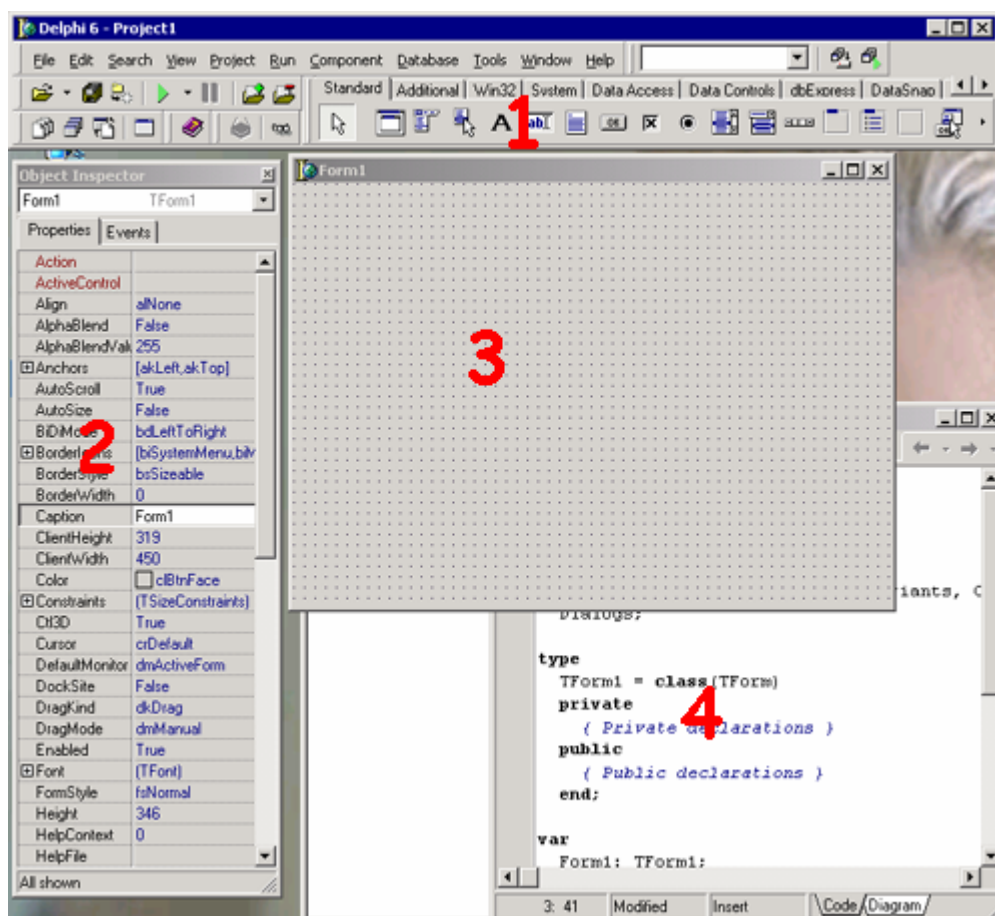 Delphi 6 - Project1
File Edit Search View Project Run Component Database Tools Window Help
Standard Additional Win32 System Data Access Data Controls dbExpress DataSnap
1
Object Inspector
Form1 TForm1
Properties Events
Action
ActiveControl
Align alNone
AlphaBlend False
AlphaBlendValu 255
Anchors [akLeft,akTop]
AutoScroll True
AutoSize False
BiDiMode bdLeftToRight
BorderIcons [biSystemMenu,biM
BorderStyle bsSizeable
BorderWidth 0
Caption Form1
ClientHeight 319
ClientWidth 450
Color clBtnFace
Constraints (TSizeConstraints)
Ctl3D True
Cursor crDefault
DefaultMonitor dmActiveForm
DockSite False
DragKind dkDrag
DragMode dmManual
Enabled True
Font (TFont)
FormStyle fsNormal
Height 346
HelpContext 0
HelpFile
All shown
2
Form1
3
iants, C
Dialogs;
type
TForm1 = class(TForm)
private
{ Private declarations }
public
{ Public declarations }
end;
var
Form1: TForm1;
4
3: 41 Modified Insert Code Diagram